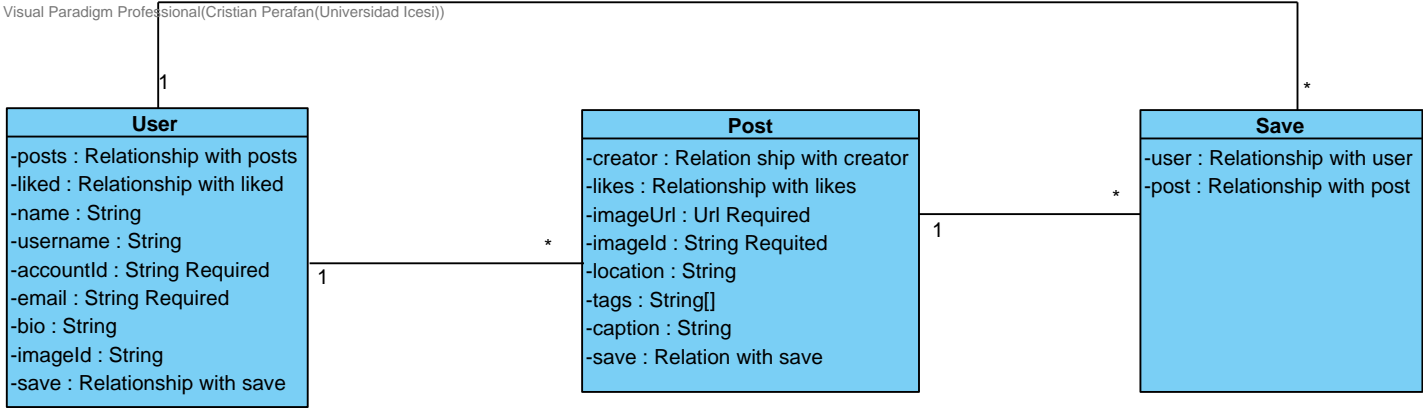 Visual Paradigm Professional(Cristian Perafan(Universidad Icesi))
1
*
User
-posts : Relationship with posts
-liked : Relationship with liked
-name : String
-username : String
-accountId : String Required
-email : String Required
-bio : String
-imageId : String
-save : Relationship with save
1
*
Post
-creator : Relation ship with creator
-likes : Relationship with likes
-imageUrl : Url Required
-imageId : String Requited
-location : String
-tags : String[]
-caption : String
-save : Relation with save
1
*
Save
-user : Relationship with user
-post : Relationship with post